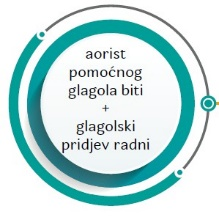 aorist
pomoćnog
glagola biti
+
glagolski
pridjev radni